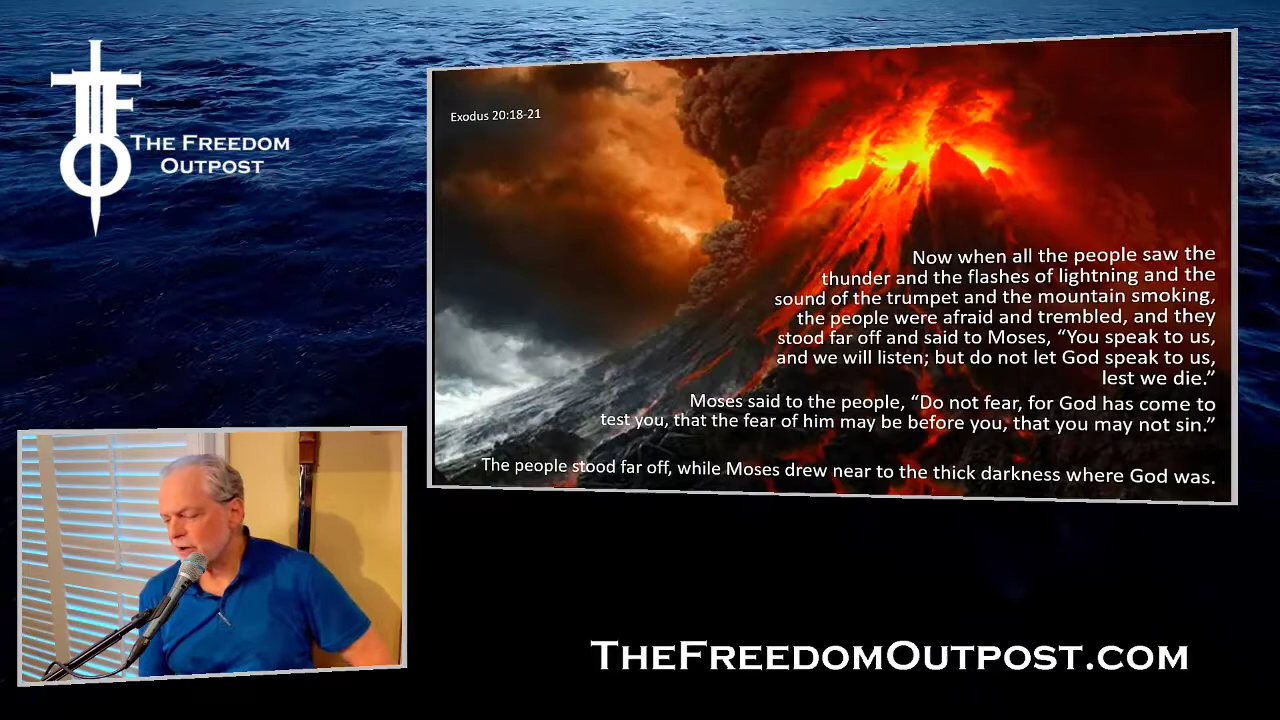 THE FREEDOM
OUTPOST
Exodus 20:18-21
Now when all the people saw the
thunder and the flashes of lightning and the
sound of the trumpet and the mountain smoking,
the people were afraid and trembled, and they
stood far off and said to Moses, “You speak to us,
and we will listen; but do not let God speak to us,
lest we die.”
Moses said to the people, “Do not fear, for God has come to
test you, that the fear of him may be before you, that you may not sin.”
The people stood far off, while Moses drew near to the thick darkness where God was.
THEFREEDOMOUTPOST.COM